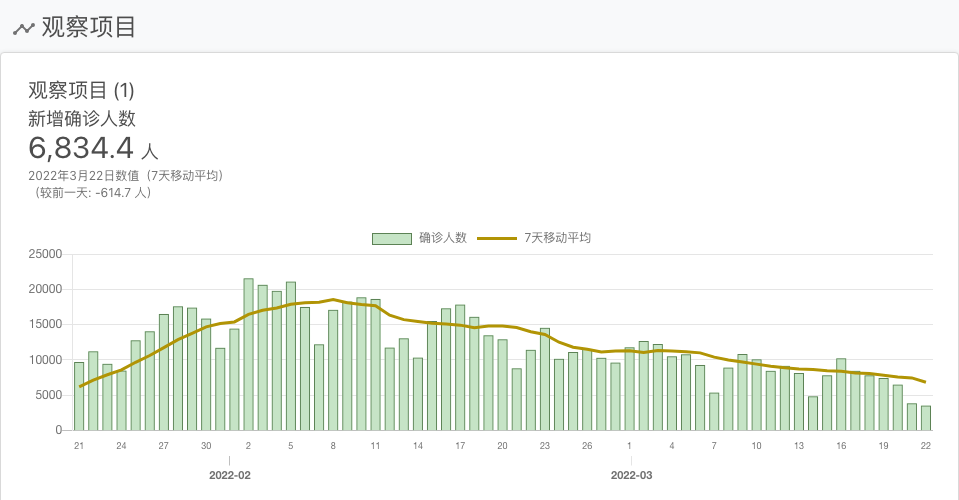 观察项目
观察项目 (1)
新增确诊人数
6,834.4 人
2022年3月22日数值（7天移动平均）
（较前一天: -614.7 人）
确诊人数 7天移动平均
25000
20000
15000
10000
5000
0
21 24 27 30 2 5 8 11 14 17 20 23 26 1 4 7 10 13 16 19 22
2022-02 2022-03